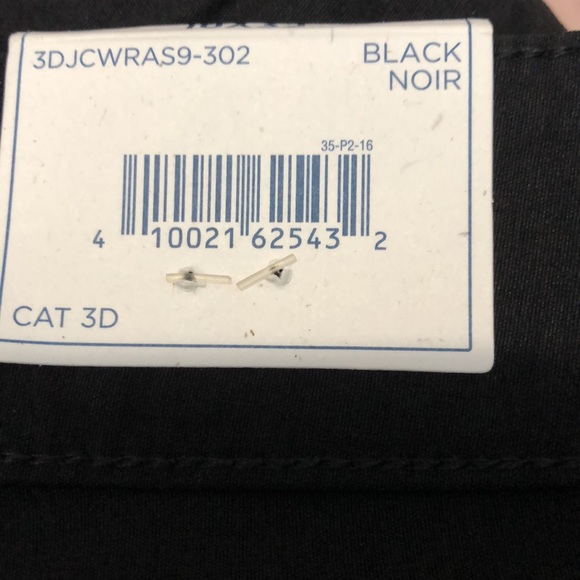 3DJCWRAS9-302
BLACK
NOIR
35-P2-16
4 10021 62543 2
CAT 3D